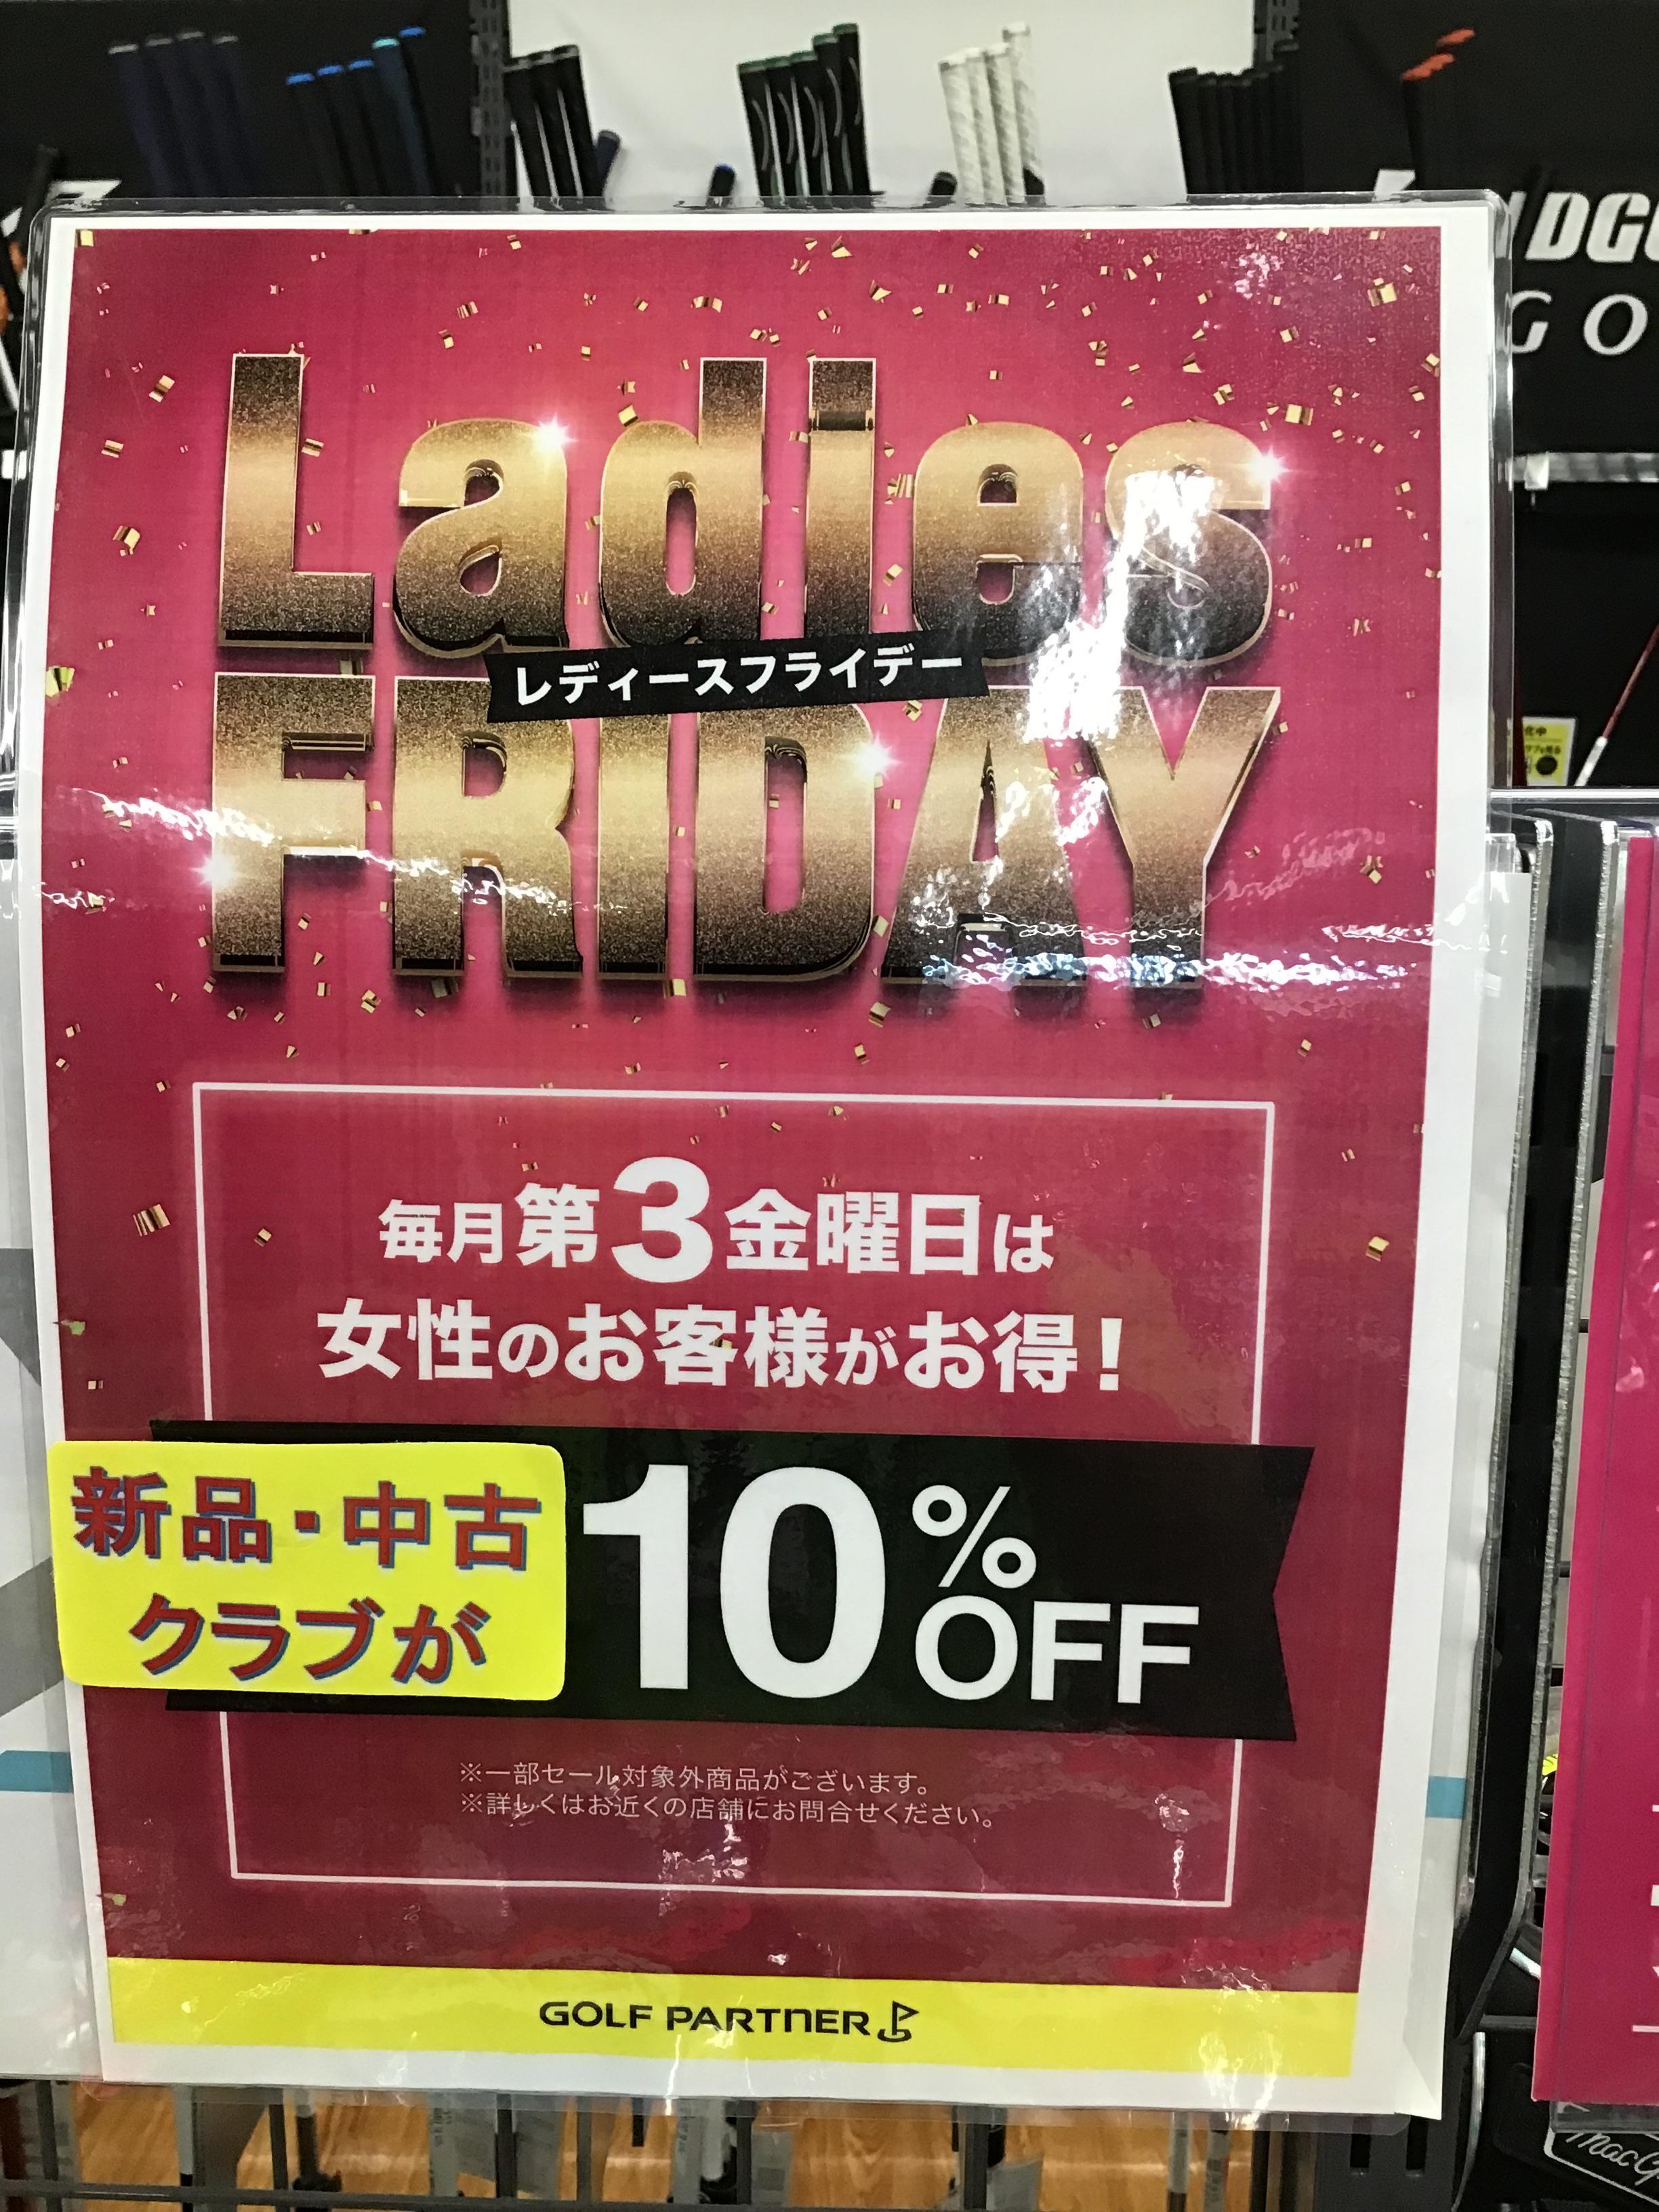 Ladies
レディースフライデー
FRIDAY
毎月第3金曜日は
女性のお客様がお得!
新品・中古
クラブが
10%
OFF
※一部セール対象外商品がございます。
※詳しくはお近くの店舗にお問合せください。
GOLF PARTNER